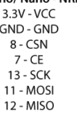 3.3V - VCC
GND - GND
8 - CSN
7 - CE
13 - SCK
11 - MOSI
12 - MISO